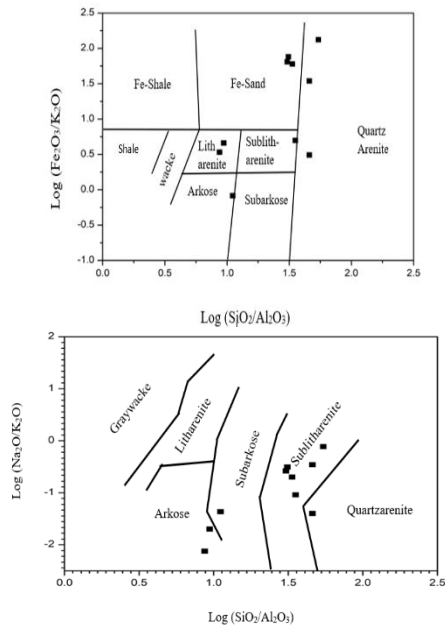 Log (Fe2O3/K2O)
2.5
2.0
1.5
1.0
0.5
0.0
-0.5
-1.0
Fe-Shale
Fe-Sand
Quartz
Arenite
Shale
wacke
Lith
arenite
Sublith-
arenite
Arkose
Subarkose
0.0 0.5 1.0 1.5 2.0 2.5
Log (SiO2/Al2O3)
Log (Na2O/K2O)
2
1
0
-1
-2
Graywacke
Litharenite
Subarkose
Sublitharenite
Arkose
Quartzarenite
0.0 0.5 1.0 1.5 2.0 2.5
Log (SiO2/Al2O3)